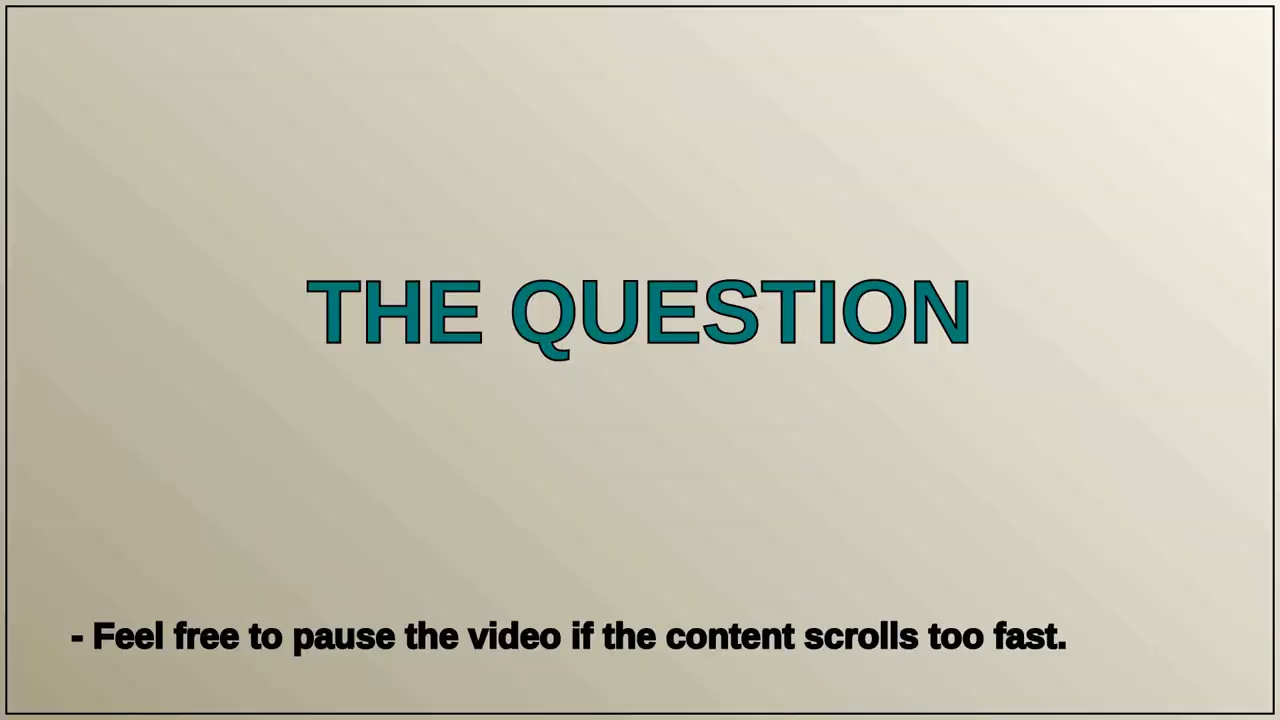 THE QUESTION
- Feel free to pause the video if the content scrolls too fast.